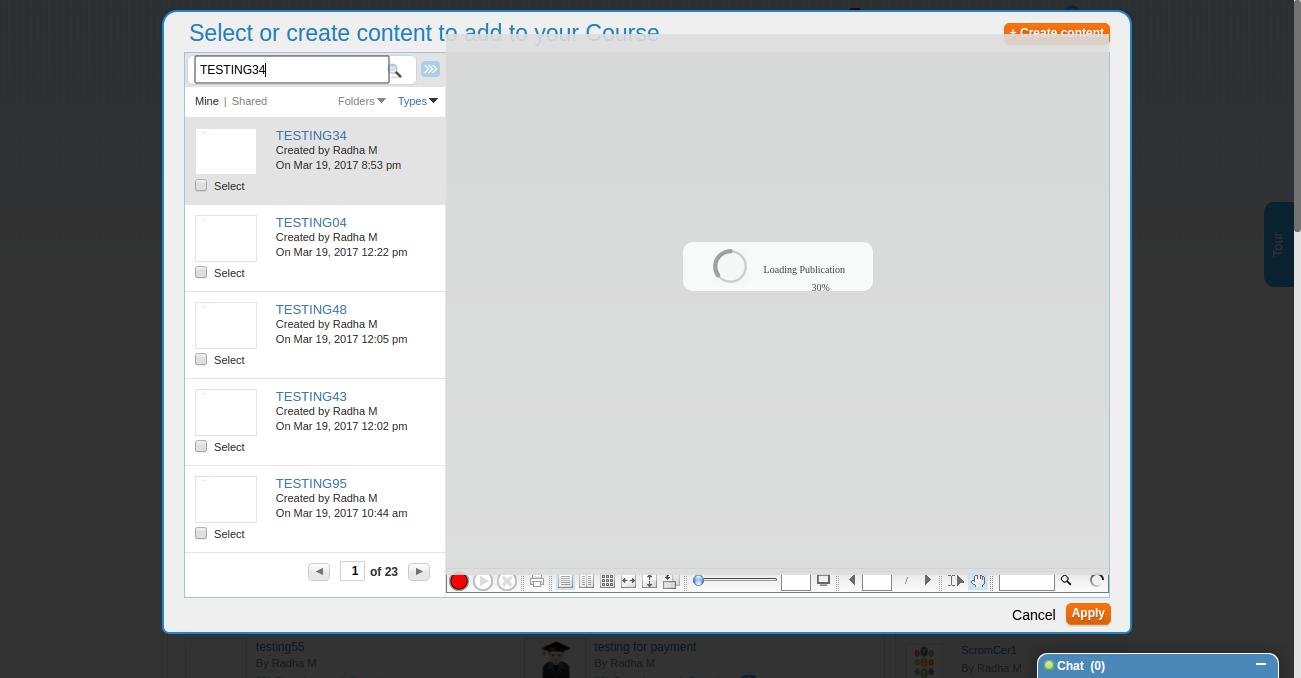 Select or create content to add to your Course
+ Create content
TESTING34
Mine | Shared
Folders
Types
TESTING34
Created by Radha M
On Mar 19, 2017 8:53 pm
Select
TESTING04
Created by Radha M
On Mar 19, 2017 12:22 pm
Select
TESTING48
Created by Radha M
On Mar 19, 2017 12:05 pm
Select
TESTING43
Created by Radha M
On Mar 19, 2017 12:02 pm
Select
TESTING95
Created by Radha M
On Mar 19, 2017 10:44 am
Select
1 of 23
Loading Publication
30%
/
Cancel
Apply
Tour
testing55
By Radha M
testing for payment
By Radha M
ScromCer1
By Radha M
Chat (0)